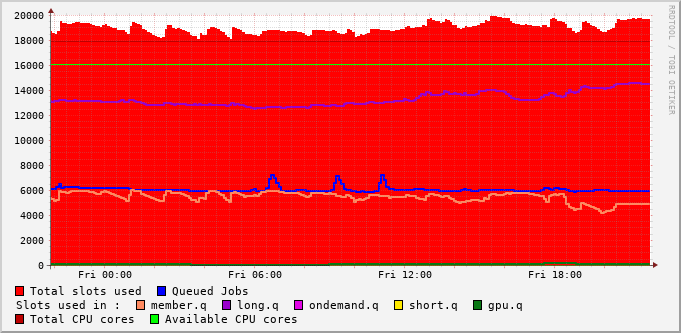 20000
18000
16000
14000
12000
10000
8000
6000
4000
2000
0
Fri 00:00 Fri 06:00 Fri 12:00 Fri 18:00
RRDTOOL / TOBI OETIKER
Total slots used Queued Jobs
Slots used in : member.q long.q ondemand.q short.q gpu.q
Total CPU cores Available CPU cores